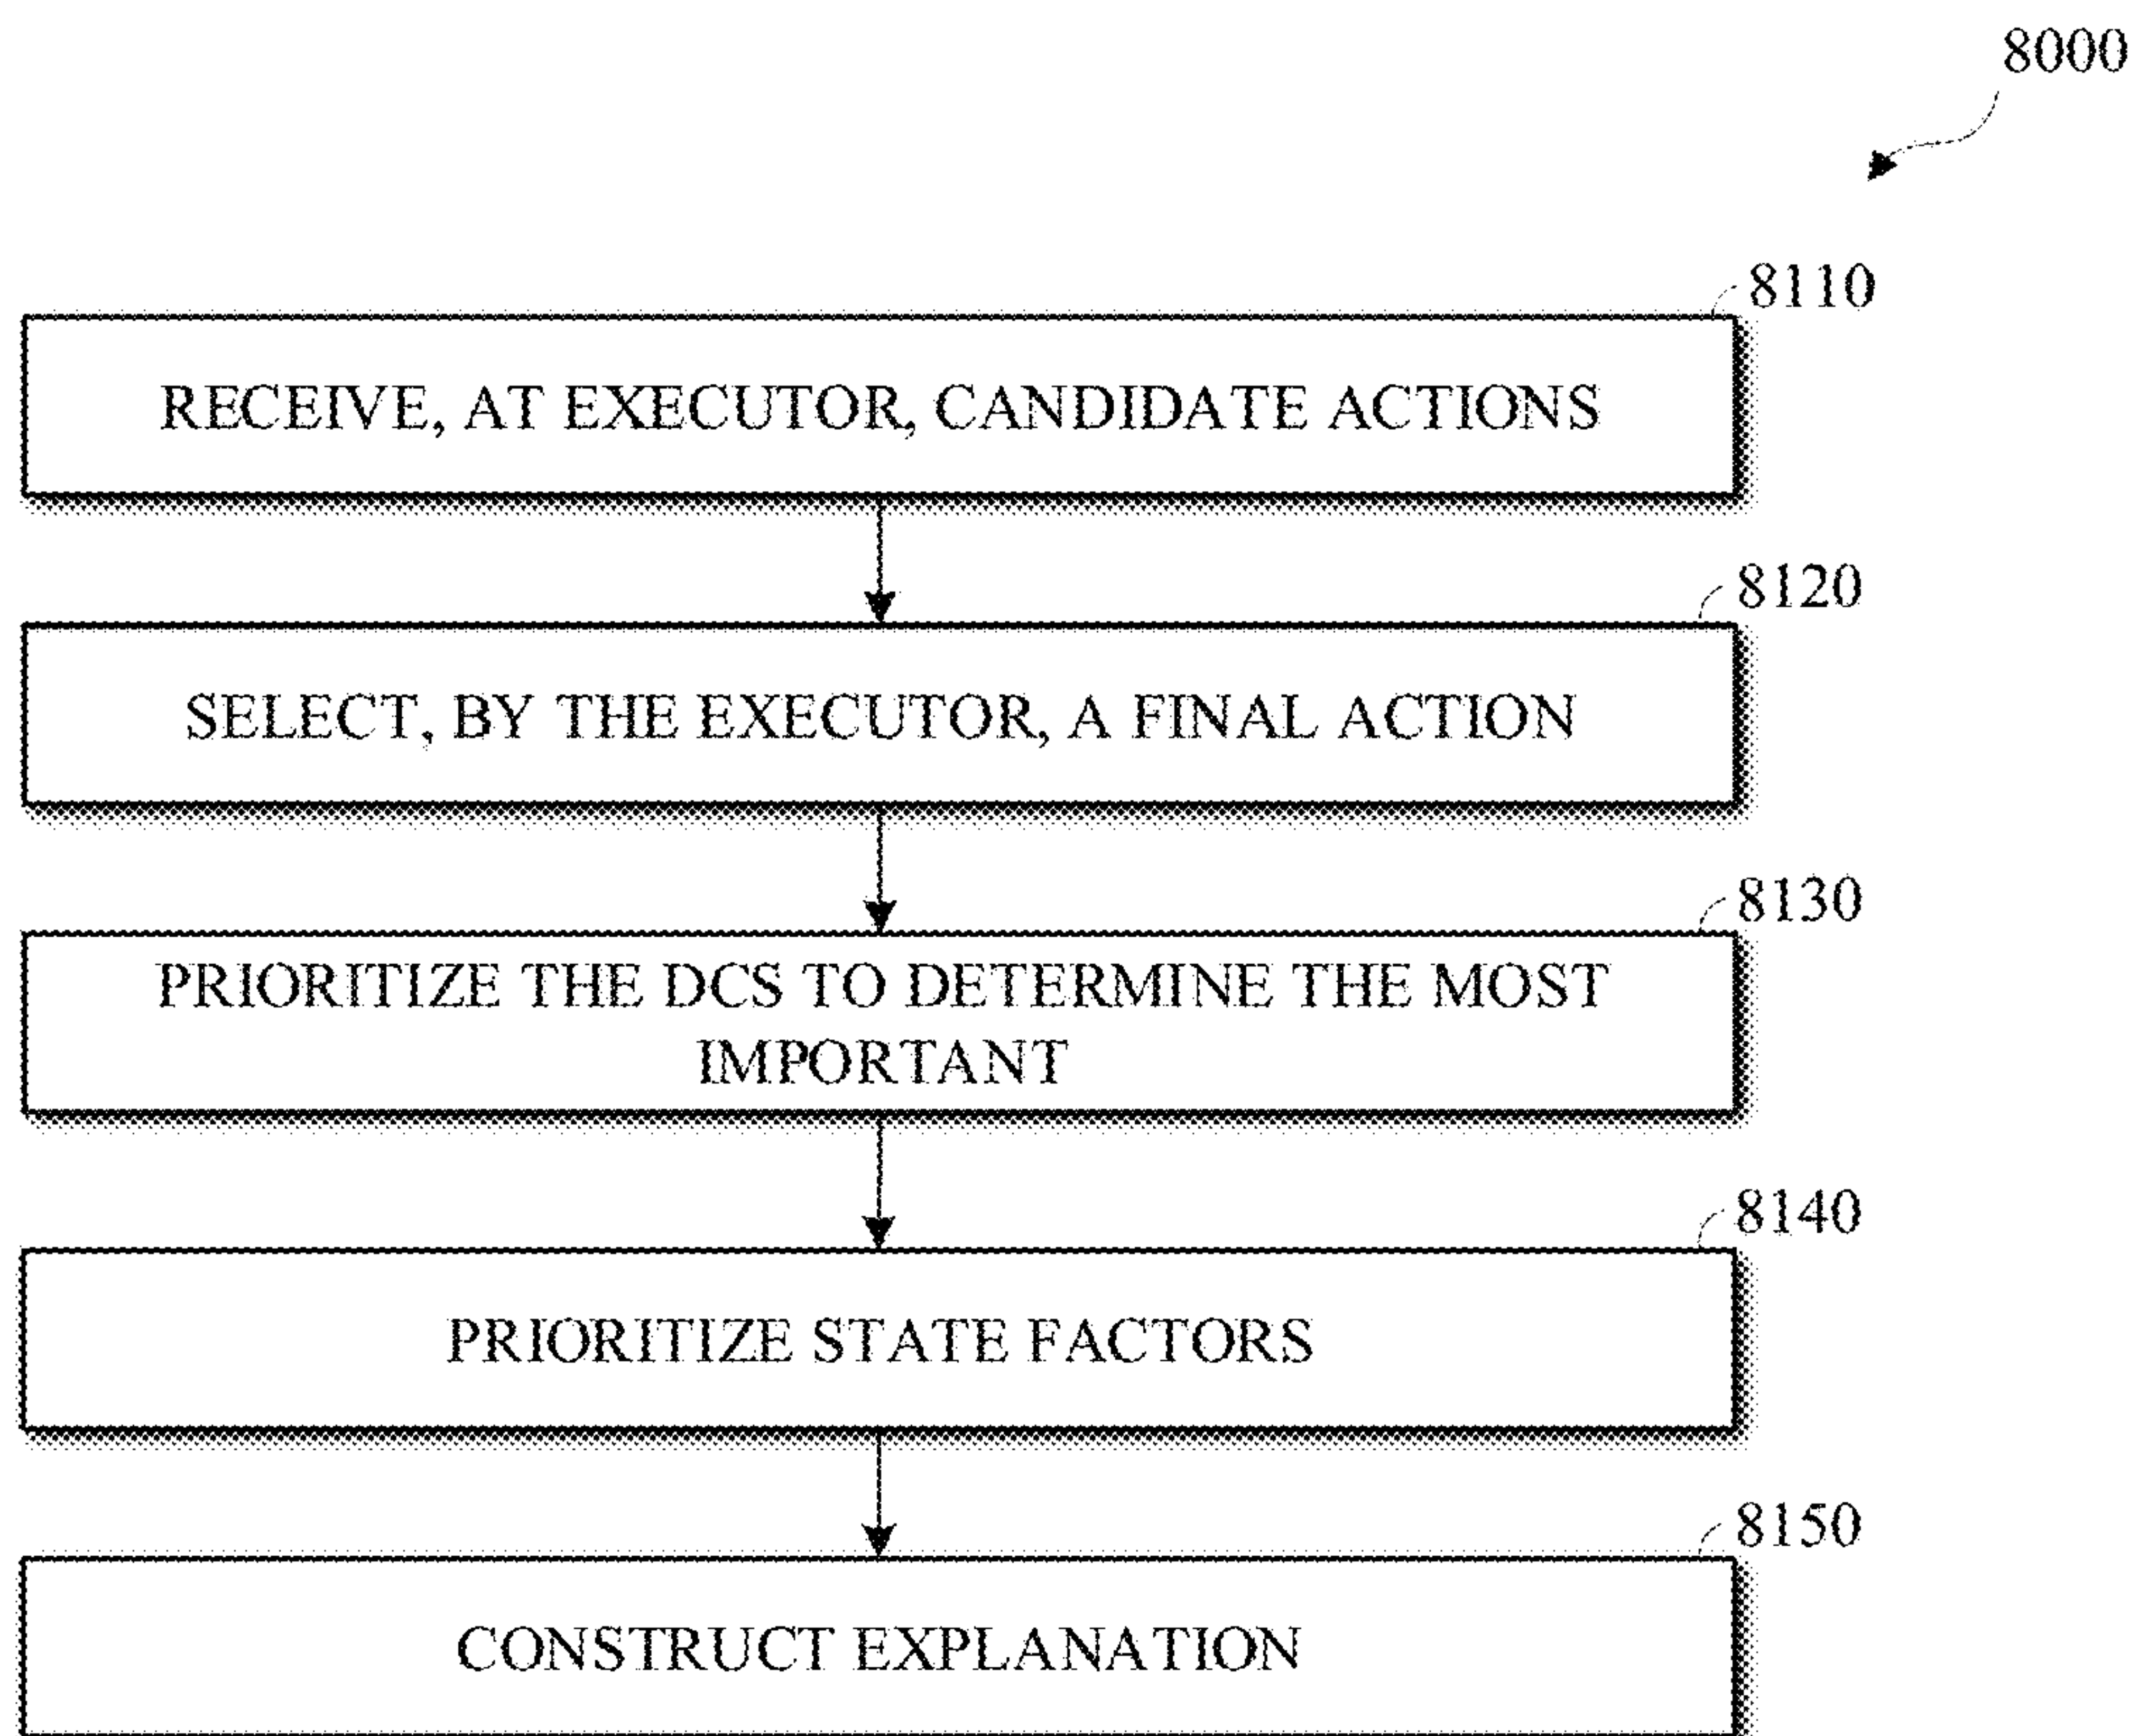 8000
8110
RECEIVE, AT EXECUTOR, CANDIDATE ACTIONS
8120
SELECT, BY THE EXECUTOR, A FINAL ACTION
8130
PRIORITIZE THE DCS TO DETERMINE THE MOST
IMPORTANT
8140
PRIORITIZE STATE FACTORS
8150
CONSTRUCT EXPLANATION